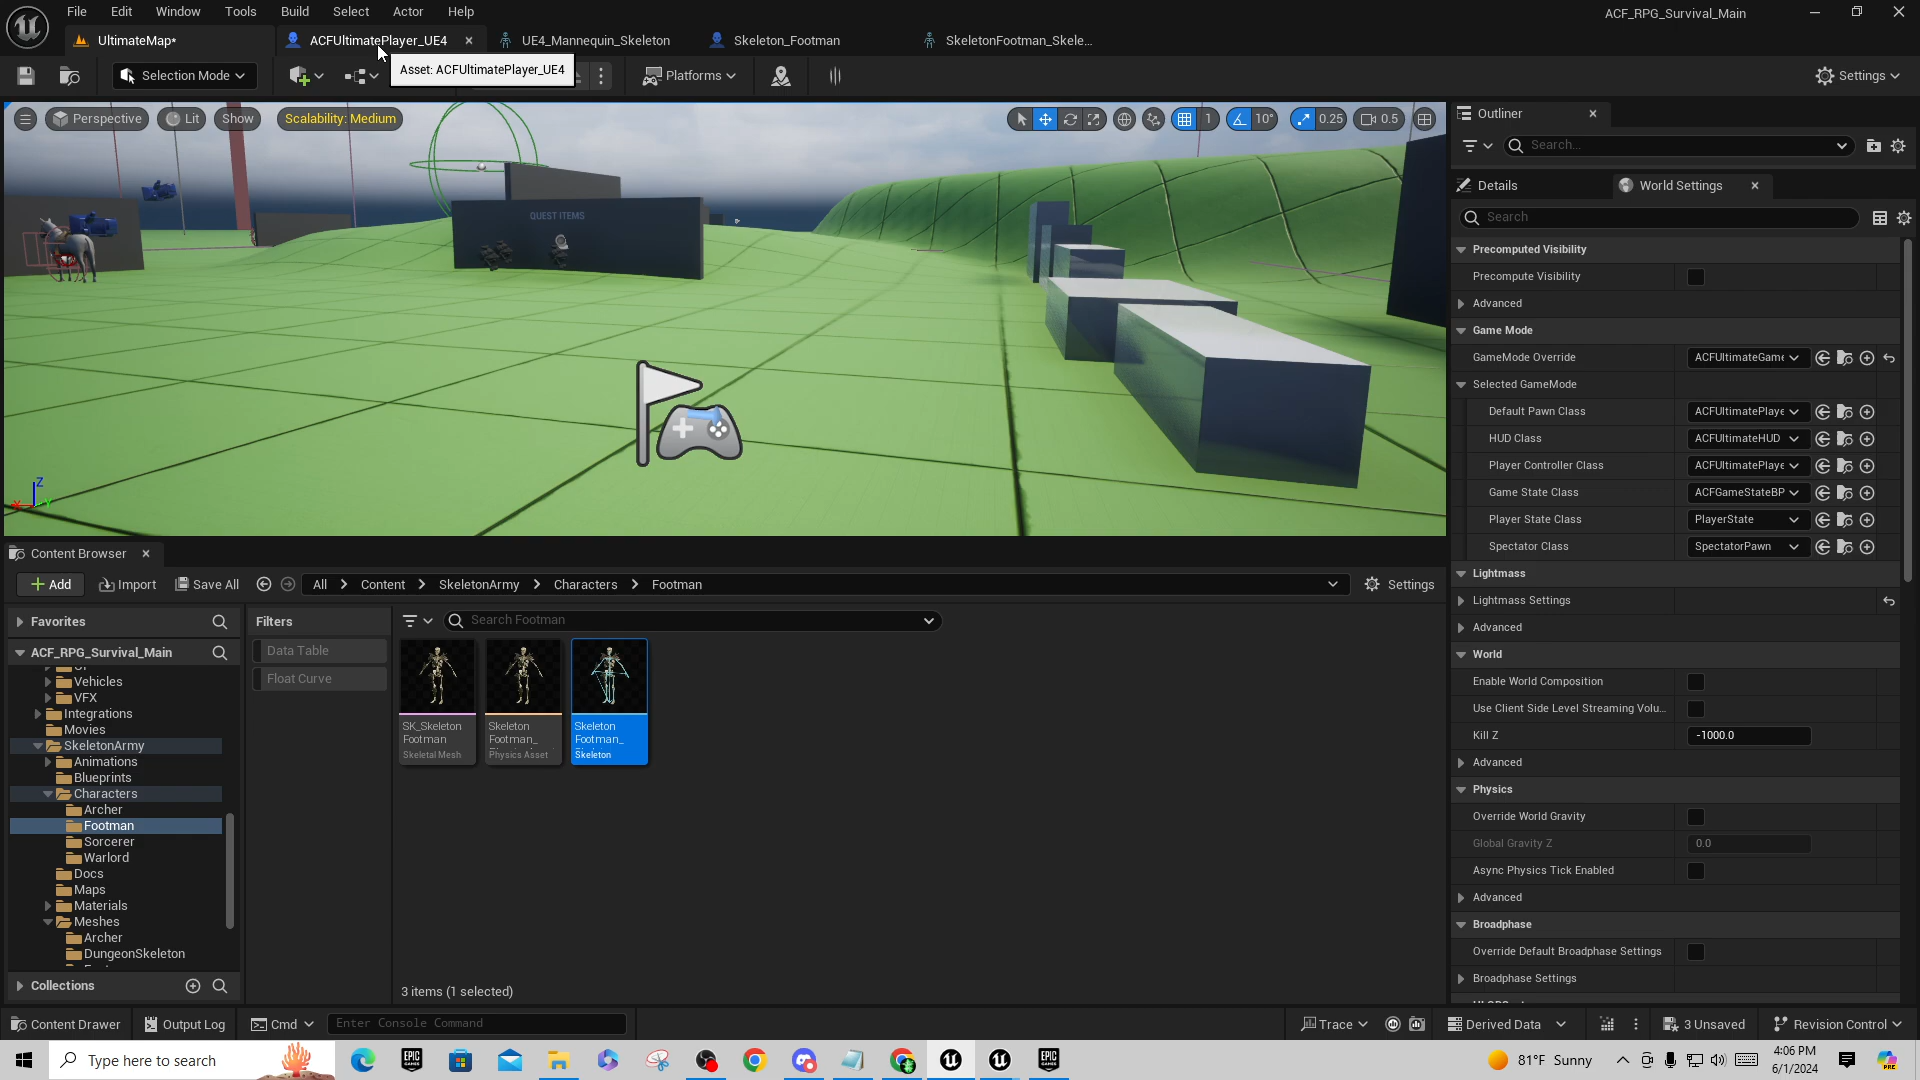 File Edit Window Tools Build Select Actor Help
ACF_RPG_Survival_Main
UltimateMap*
ACFUltimatePlayer_UE4
UE4_Mannequin_Skeleton
Skeleton_Footman
SkeletonFootman_Skele...
Selection Mode
Asset: ACFUltimatePlayer_UE4
Platforms
Settings
Perspective
Lit
Show
Scalability: Medium
1
10°
0.25
0.5
QUEST ITEMS
Z
X
Y
Outliner
Search...
Details
World Settings
Search
Precomputed Visibility
Precompute Visibility
Advanced
Game Mode
GameMode Override ACFUltimateGame
Selected GameMode
Default Pawn Class ACFUltimatePlaye
HUD Class ACFUltimateHUD
Player Controller Class ACFUltimatePlaye
Game State Class ACFGameStateBP
Player State Class PlayerState
Spectator Class SpectatorPawn
Lightmass
Lightmass Settings
Advanced
World
Enable World Composition
Use Client Side Level Streaming Volu...
Kill Z -1000.0
Advanced
Physics
Override World Gravity
Global Gravity Z 0.0
Async Physics Tick Enabled
Advanced
Broadphase
Override Default Broadphase Settings
Broadphase Settings
Content Browser
Add
Import
Save All
All > Content > SkeletonArmy > Characters > Footman
Settings
Favorites
ACF_RPG_Survival_Main
Vehicles
VFX
Integrations
Movies
SkeletonArmy
Animations
Blueprints
Characters
Archer
Footman
Sorcerer
Warlord
Docs
Maps
Materials
Meshes
Archer
DungeonSkeleton
Collections
Filters
Data Table
Float Curve
Search Footman
SK_Skeleton
Footman
Skeletal Mesh
Skeleton
Footman_
Physics Asset
Skeleton
Footman_
Skeleton
3 items (1 selected)
Content Drawer
Output Log
Cmd
Enter Console Command
Trace
Derived Data
3 Unsaved
Revision Control
Type here to search
81°F Sunny
4:06 PM
6/1/2024